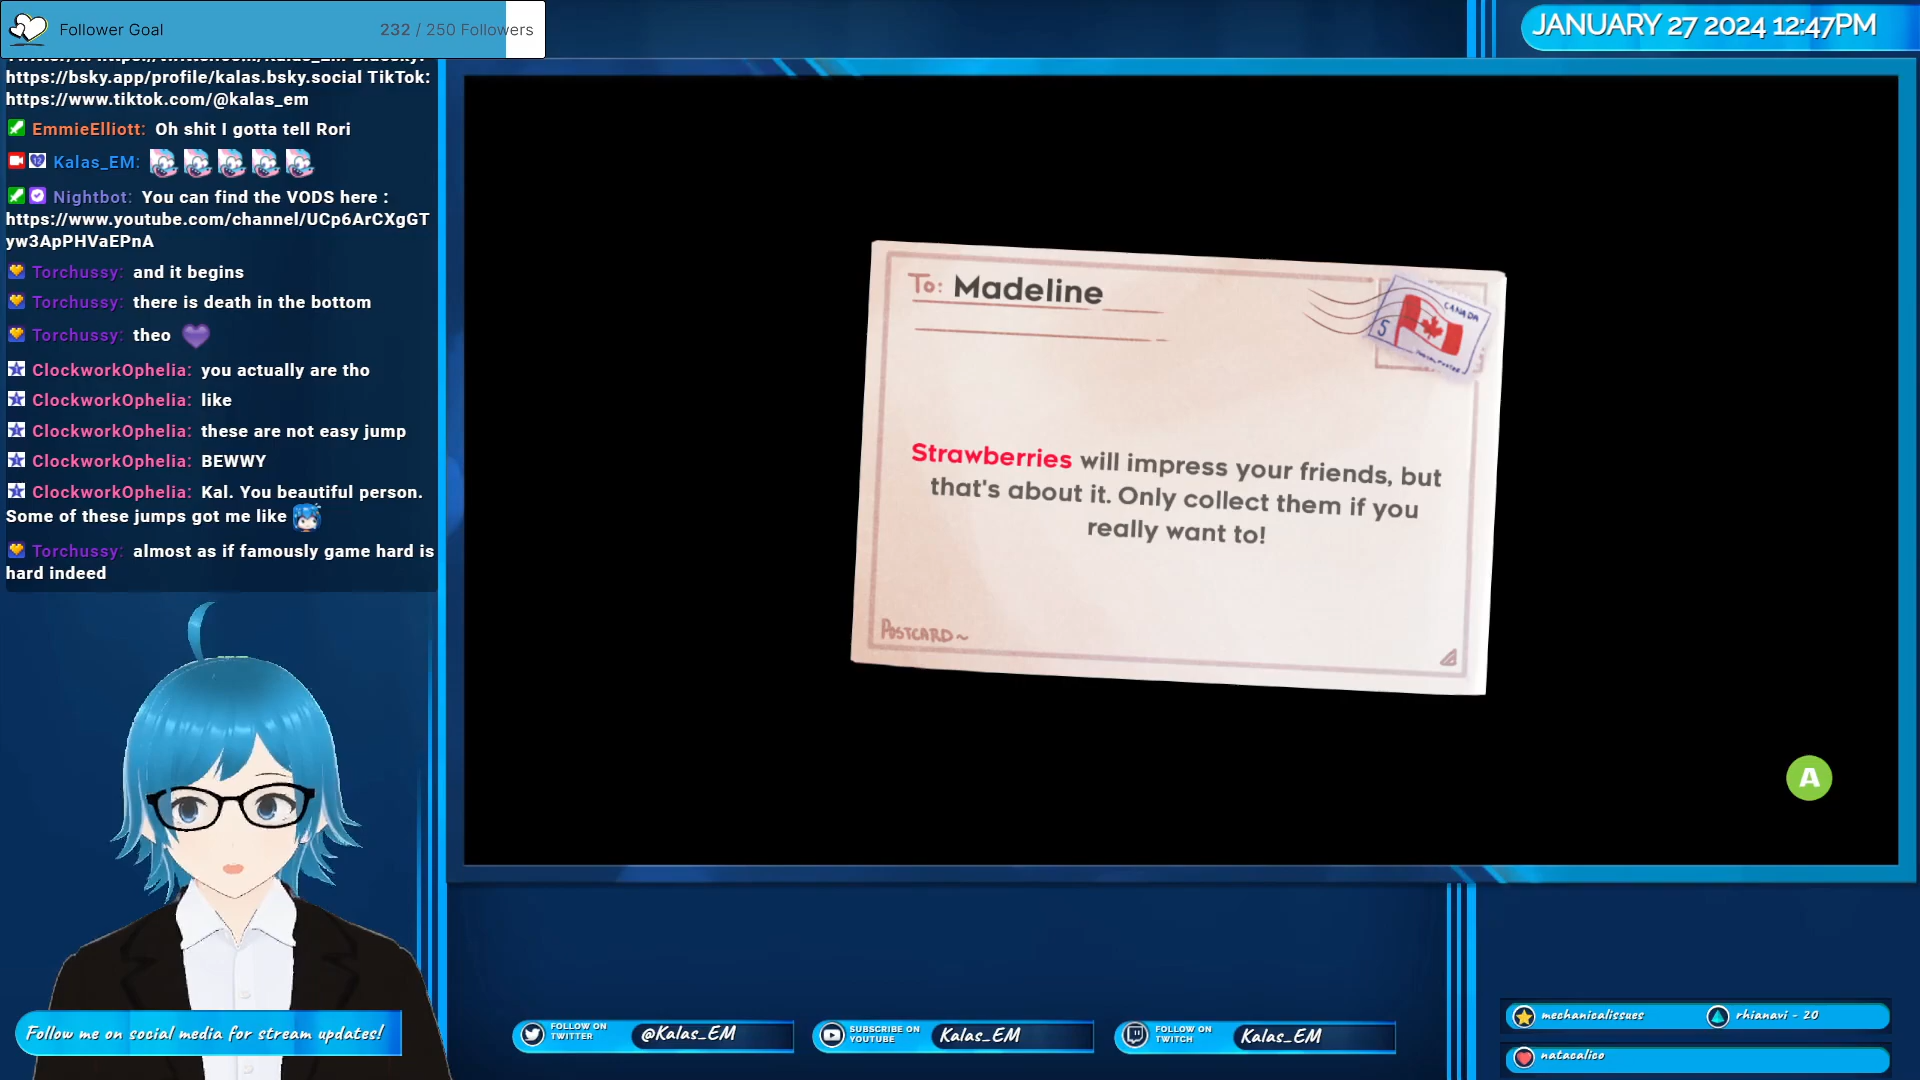 Follower Goal 232 / 250 Followers
JANUARY 27 2024 12:47PM
https://bsky.app/profile/kalas.bsky.social TikTok:
https://www.tiktok.com/@kalas_em
EmmieElliott: Oh shit I gotta tell Rori
Kalas_EM:
Nightbot: You can find the VODS here :
https://www.youtube.com/channel/UCp6ArCXgGT
yw3ApPHVaEPnA
Torchussy: and it begins
Torchussy: there is death in the bottom
Torchussy: theo
ClockworkOphelia: you actually are tho
ClockworkOphelia: like
ClockworkOphelia: these are not easy jump
ClockworkOphelia: BEWWY
ClockworkOphelia: Kal. You beautiful person.
Some of these jumps got me like
Torchussy: almost as if famously game hard is
hard indeed
To: Madeline
CANADA
5
Strawberries will impress your friends, but
that's about it. Only collect them if you
really want to!
POSTCARD~
A
Follow me on social media for stream updates!
FOLLOW ON
TWITTER
@Kalas_EM
SUBSCRIBE ON
YOUTUBE
Kalas_EM
FOLLOW ON
TWITCH
Kalas_EM
mechanicalissues
rhianavi - 20
natacalico